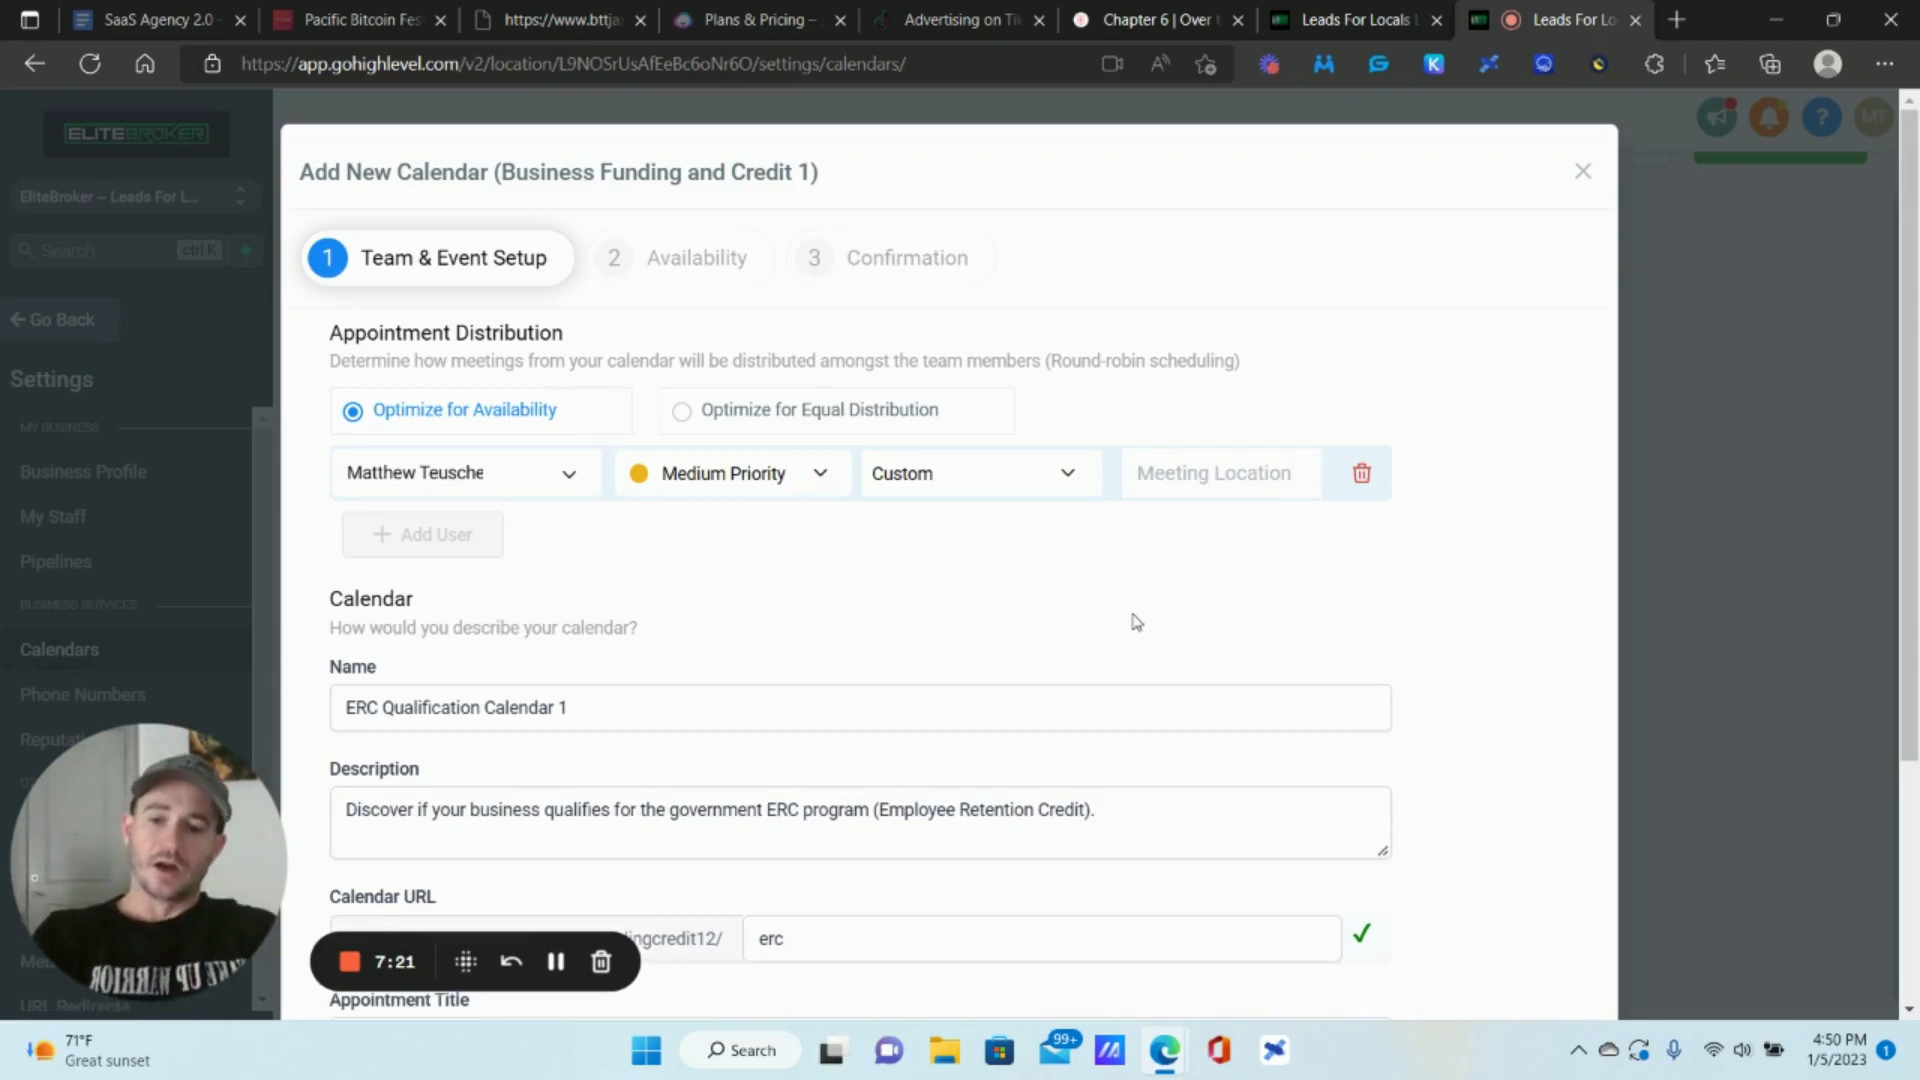 SaaS Agency 2.0 -
Pacific Bitcoin Fes
https://www.bttja
Plans & Pricing –
Advertising on Ti
Chapter 6 | Over
Leads For Locals
Leads For Lo
https://app.gohighlevel.com/v2/location/L9NOSrUsAfEeBc6oNr6O/settings/calendars/
ELITEBROKER
EliteBroker – Leads For L...
Search
ctrl K
Go Back
Settings
MY BUSINESS
Business Profile
My Staff
Pipelines
BUSINESS SERVICES
Calendars
Phone Numbers
Reputati
Med
URL Redirects
MT
Add New Calendar (Business Funding and Credit 1)
1 Team & Event Setup
2 Availability
3 Confirmation
Appointment Distribution
Determine how meetings from your calendar will be distributed amongst the team members (Round-robin scheduling)
Optimize for Availability
Optimize for Equal Distribution
Matthew Teusche
Medium Priority
Custom
Meeting Location
+ Add User
Calendar
How would you describe your calendar?
Name
ERC Qualification Calendar 1
Description
Discover if your business qualifies for the government ERC program (Employee Retention Credit).
Calendar URL
ingcredit12/
erc
7:21
Appointment Title
71°F
Great sunset
Search
99+
4:50 PM
1/5/2023
1